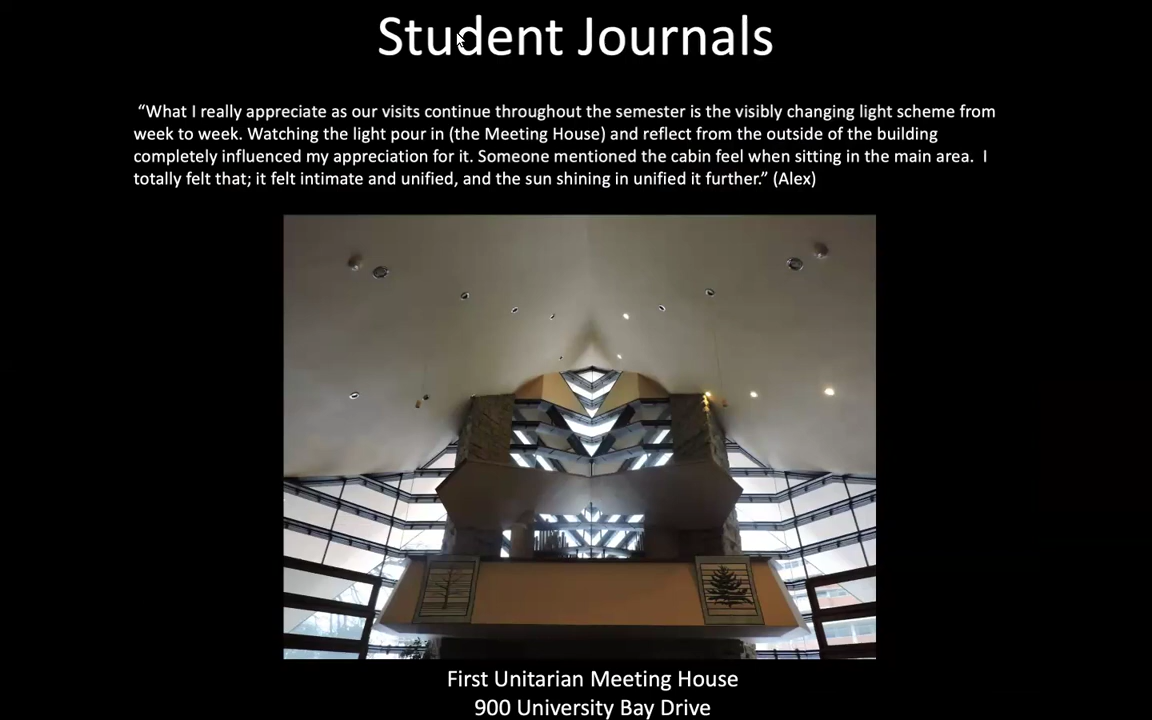 Student Journals
“What I really appreciate as our visits continue throughout the semester is the visibly changing light scheme from
week to week. Watching the light pour in (the Meeting House) and reflect from the outside of the building
completely influenced my appreciation for it. Someone mentioned the cabin feel when sitting in the main area.  I
totally felt that; it felt intimate and unified, and the sun shining in unified it further.” (Alex)
First Unitarian Meeting House
900 University Bay Drive